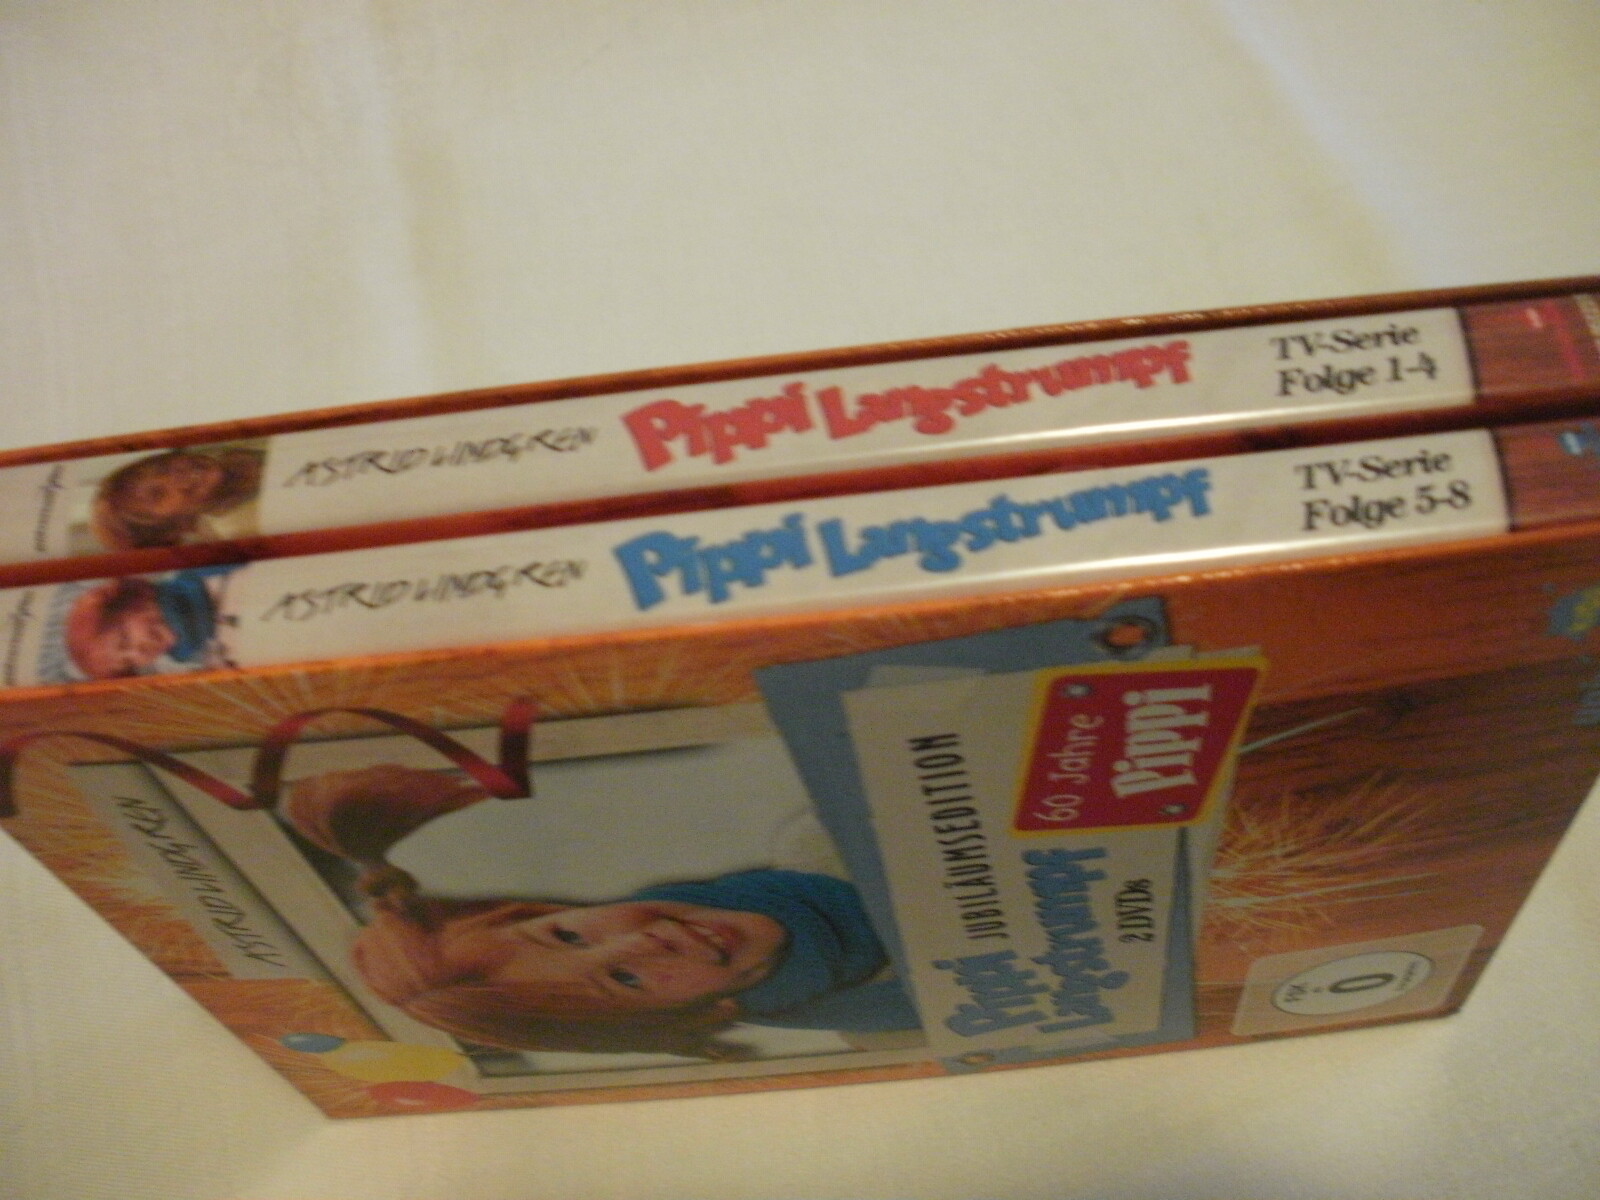 ASTRID LINDGREN
Pippi Langstrumpf
TV-Serie
Folge 1-4
ASTRID LINDGREN
Pippi Langstrumpf
TV-Serie
Folge 5-8
ASTRID LINDGREN
JUBILÄUMSEDITION
Pippi
Langstrumpf
2 DVDs
60 Jahre
Pippi
FSK
0